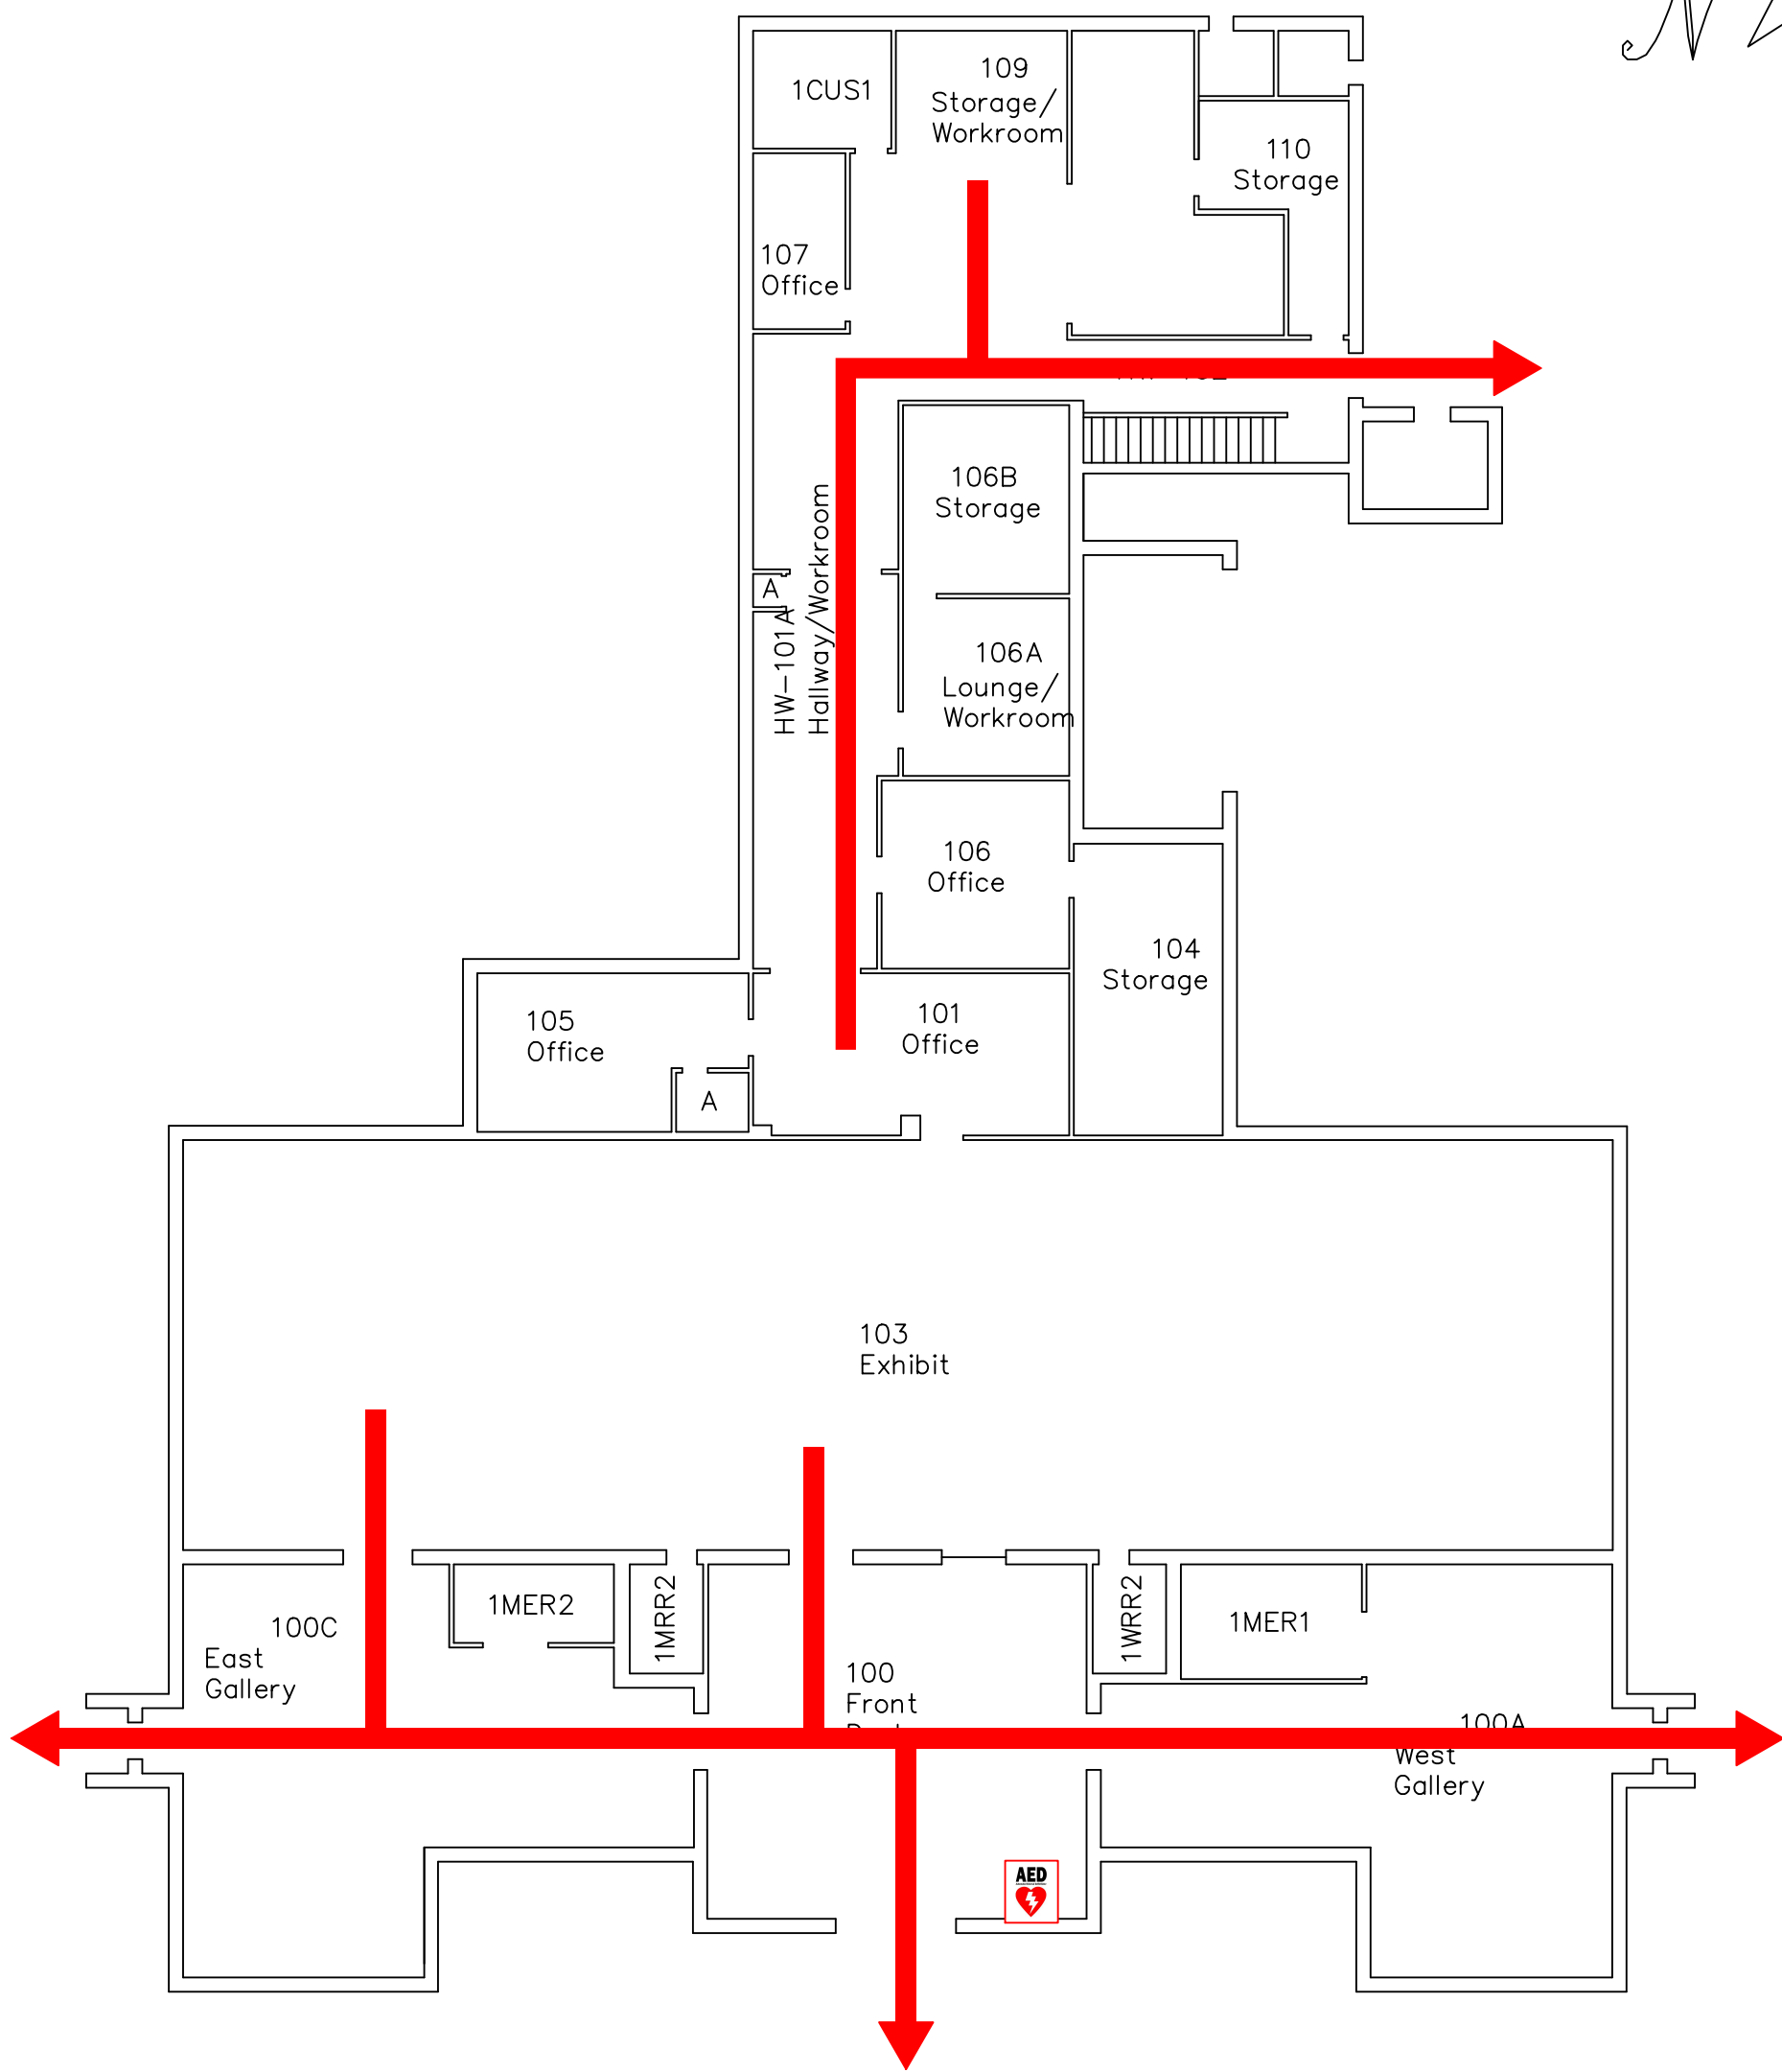 N
1CUS1
109
Storage/
Workroom
110
Storage
107
Office
106B
Storage
A
HW-101A
Hallway/Workroom
106A
Lounge/
Workroom
106
Office
104
Storage
105
Office
101
Office
A
103
Exhibit
100C
East
Gallery
1MER2
1MRR2
100
Front
1WRR2
1MER1
100A
West
Gallery
AED